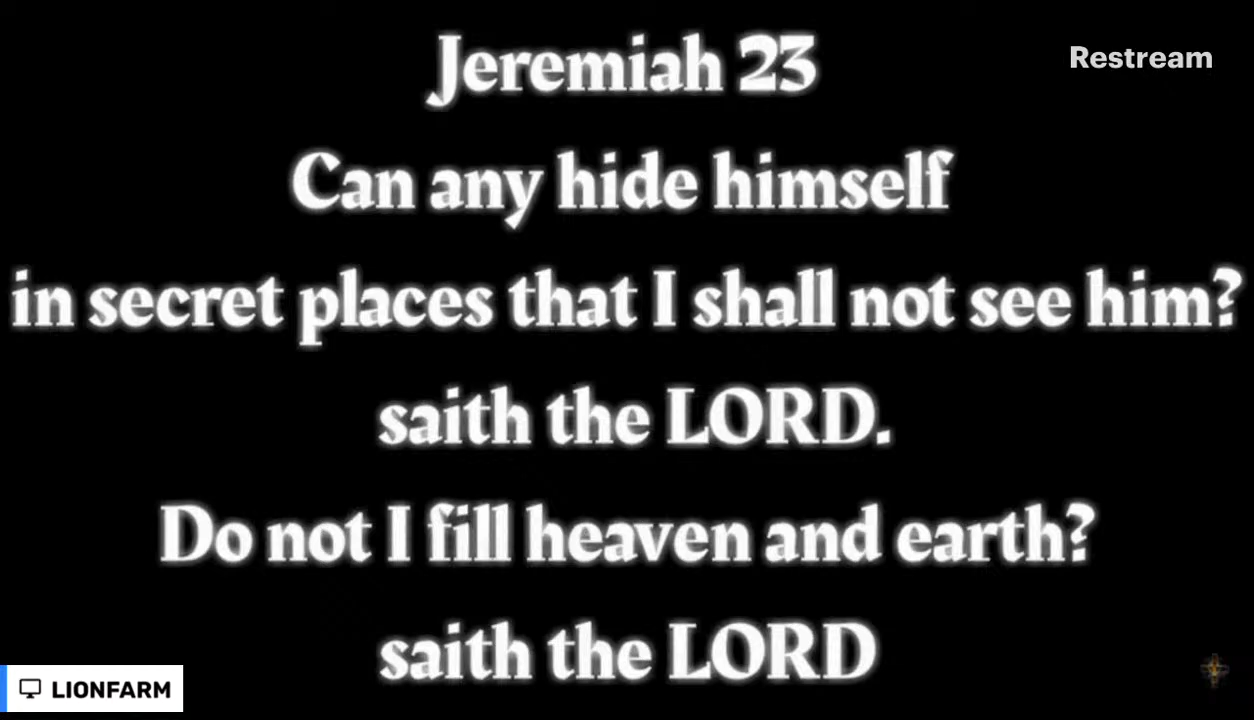 Jeremiah 23
Restream
Can any hide himself
in secret places that I shall not see him?
saith the LORD.
Do not I fill heaven and earth?
saith the LORD
LIONFARM